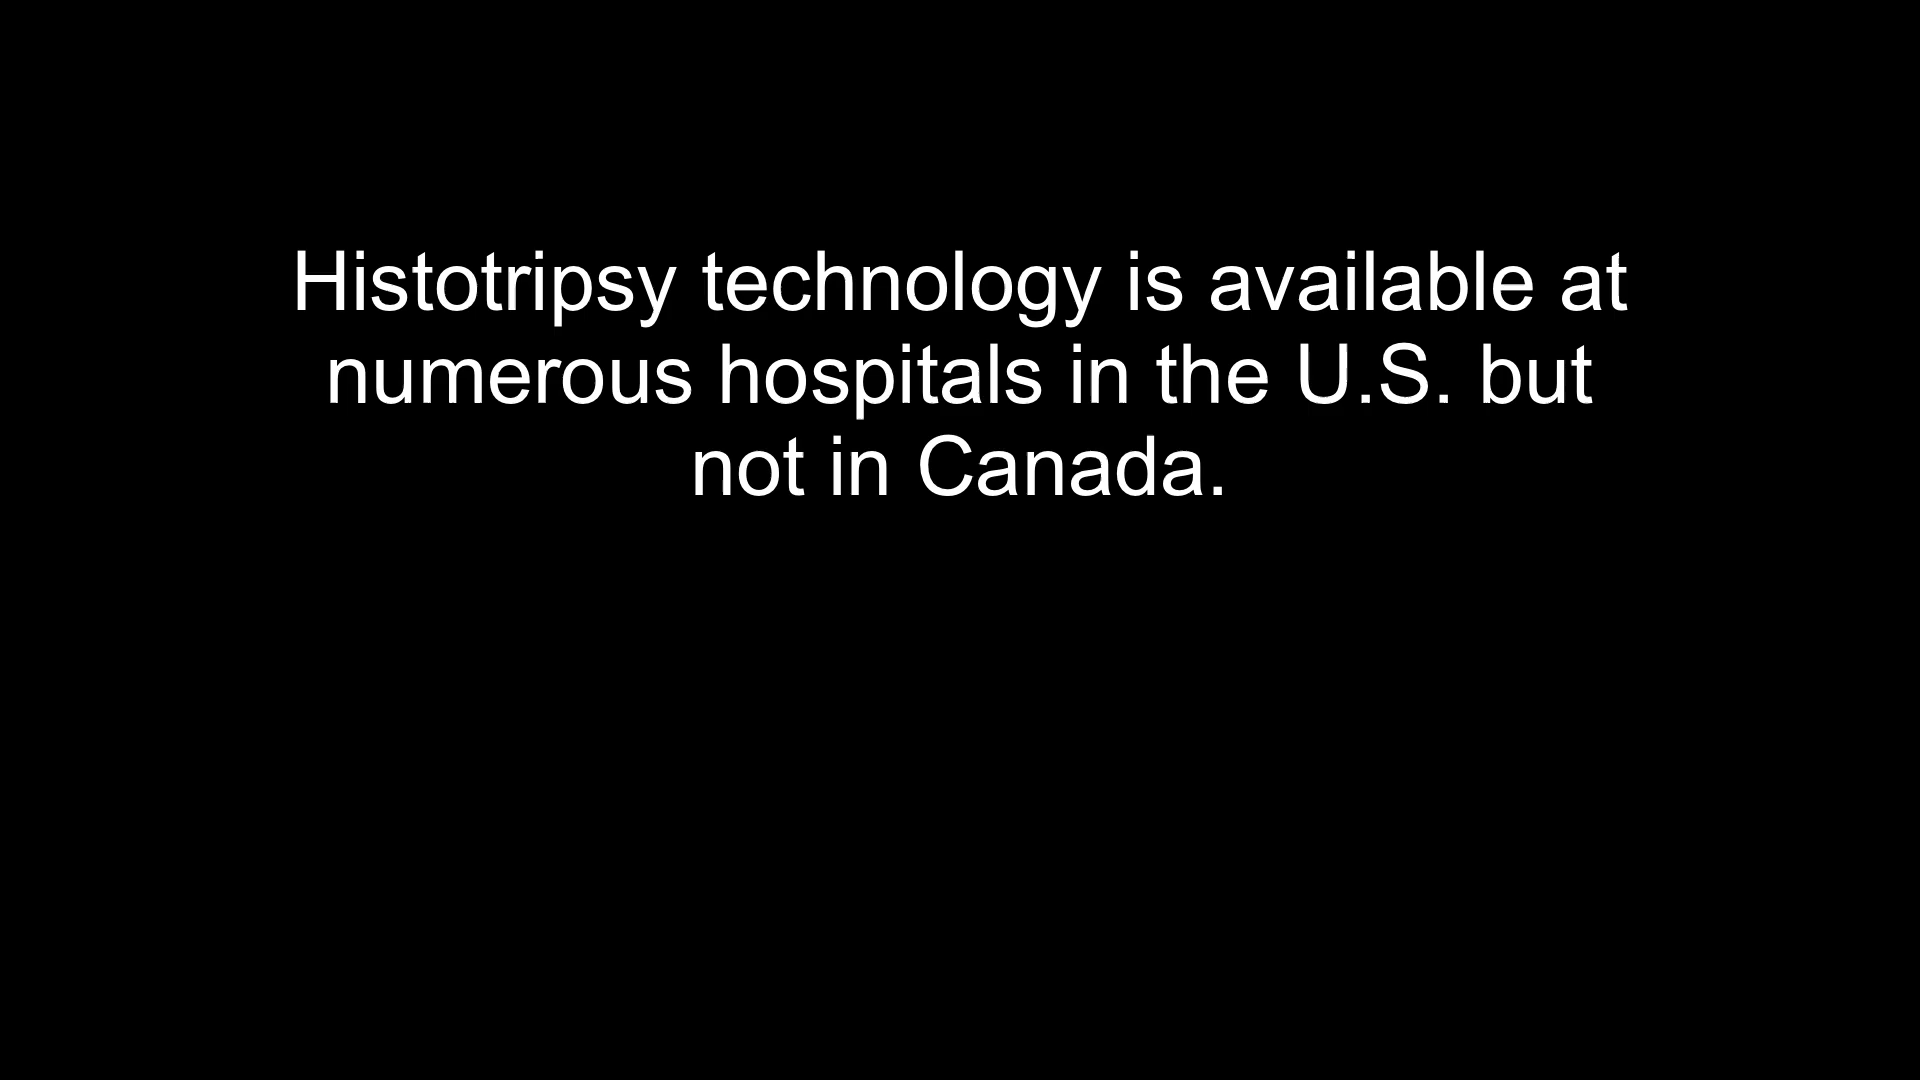 Histotripsy technology is available at
numerous hospitals in the U.S. but
not in Canada.